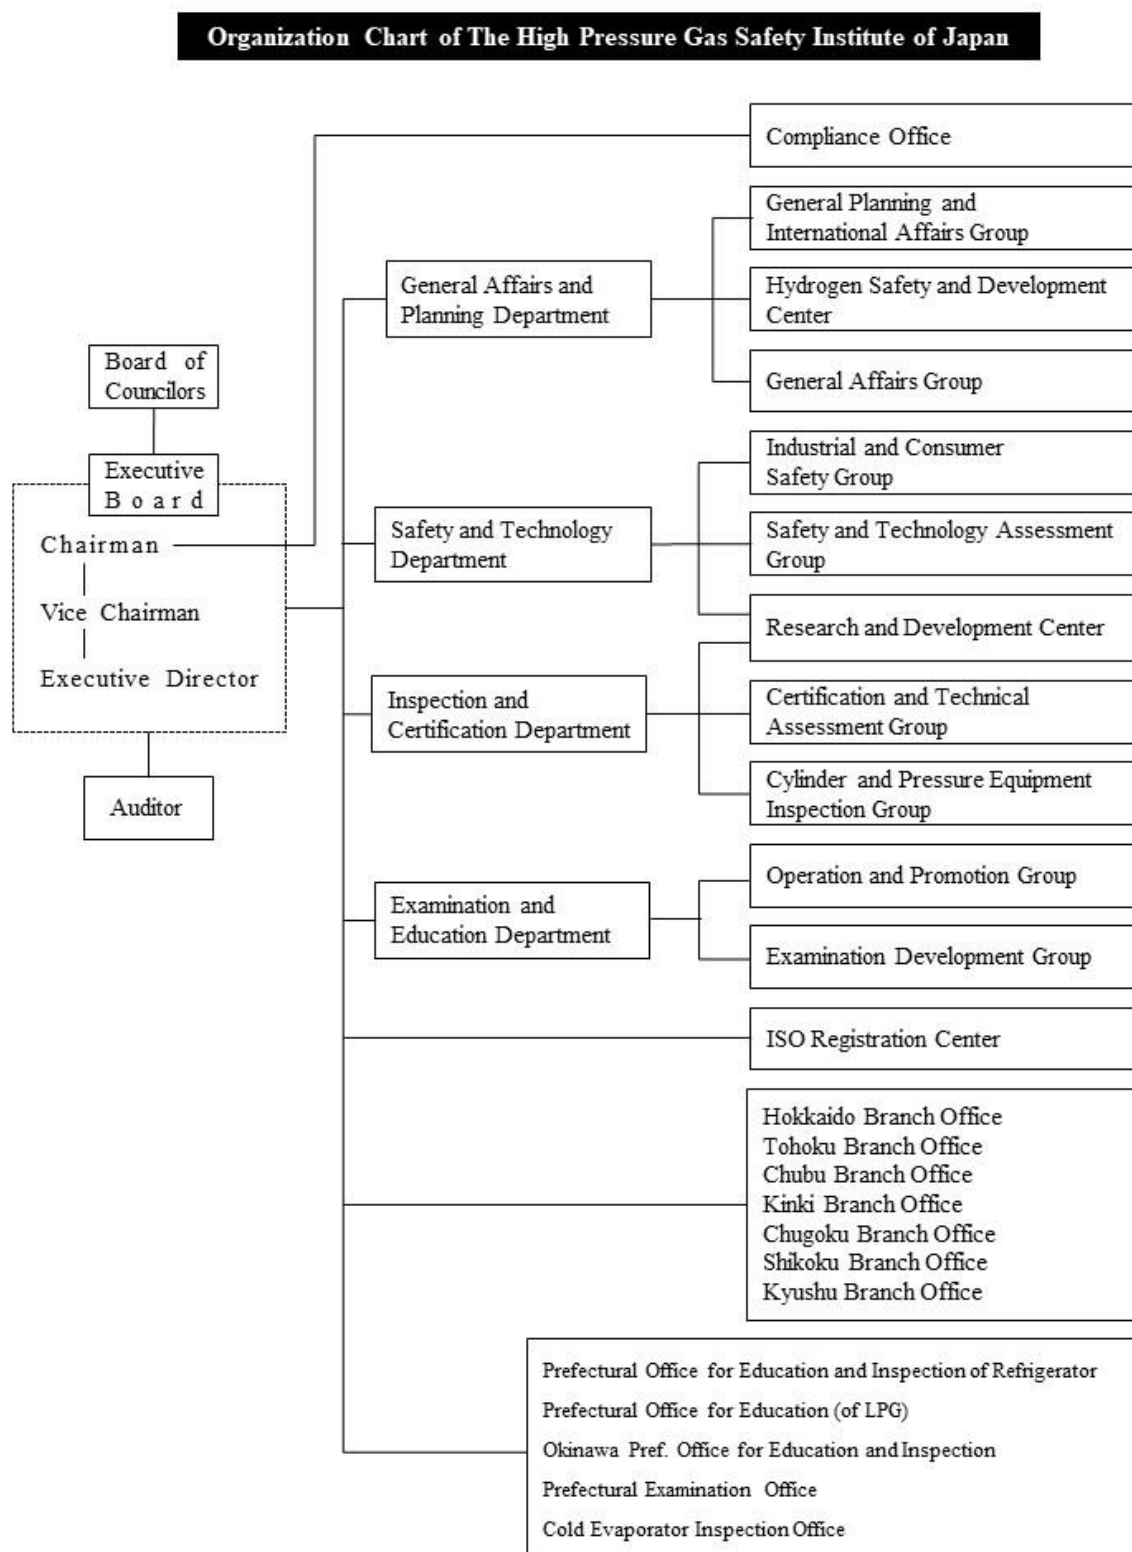 Organization Chart of The High Pressure Gas Safety Institute of Japan
Compliance Office
General Planning and
International Affairs Group
General Affairs and
Planning Department
Hydrogen Safety and Development
Center
General Affairs Group
Board of
Councilors
Executive
Board
Chairman
Vice Chairman
Executive Director
Auditor
Industrial and Consumer
Safety Group
Safety and Technology
Department
Safety and Technology Assessment
Group
Research and Development Center
Inspection and
Certification Department
Certification and Technical
Assessment Group
Cylinder and Pressure Equipment
Inspection Group
Examination and
Education Department
Operation and Promotion Group
Examination Development Group
ISO Registration Center
Hokkaido Branch Office
Tohoku Branch Office
Chubu Branch Office
Kinki Branch Office
Chugoku Branch Office
Shikoku Branch Office
Kyushu Branch Office
Prefectural Office for Education and Inspection of Refrigerator
Prefectural Office for Education (of LPG)
Okinawa Pref. Office for Education and Inspection
Prefectural Examination Office
Cold Evaporator Inspection Office